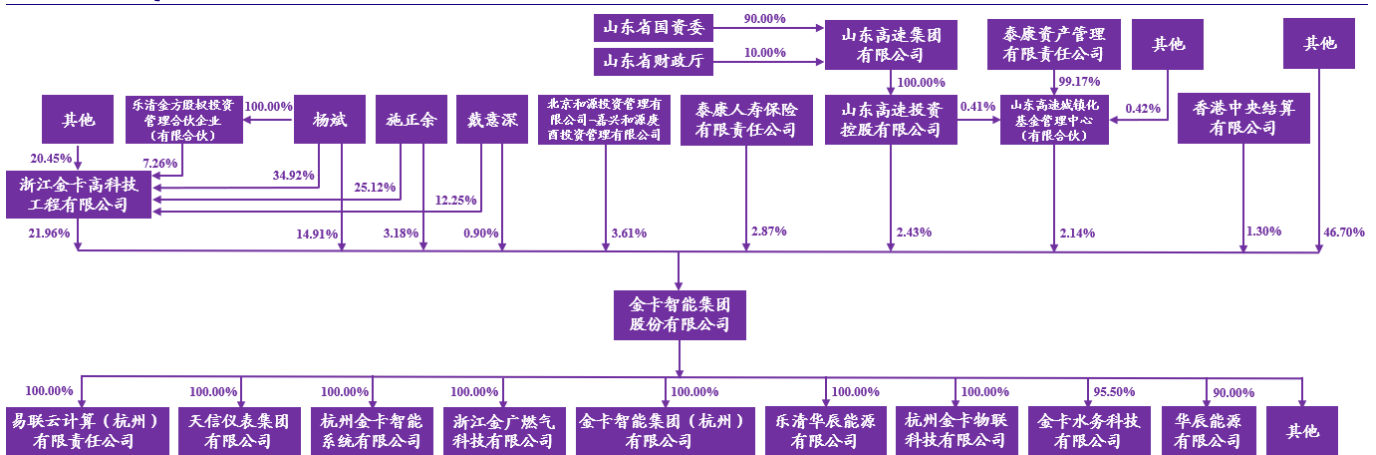 山东省国资委
90.00%
山东省财政厅
10.00%
山东高速集团
有限公司
泰康资产管理
有限责任公司
其他
其他
100.00%
99.17%
其他
乐清金方股权投资
管理合伙企业
（有限合伙）
100.00%
杨斌
施正余
戴意深
北京和源投资管理有
限公司-嘉兴和源庚
酉投资管理有限公司
泰康人寿保险
有限责任公司
山东高速投资
控股有限公司
0.41%
山东高速城镇化
基金管理中心
（有限合伙）
0.42%
香港中央结算
有限公司
20.45%
7.26%
34.92%
25.12%
12.25%
浙江金卡高科技
工程有限公司
21.96%
14.91%
3.18%
0.90%
3.61%
2.87%
2.43%
2.14%
1.30%
46.70%
金卡智能集团
股份有限公司
100.00%
100.00%
100.00%
100.00%
100.00%
100.00%
100.00%
95.50%
90.00%
易联云计算（杭州）
有限责任公司
天信仪表集团
有限公司
杭州金卡智能
系统有限公司
浙江金广燃气
科技有限公司
金卡智能集团（杭州）
有限公司
乐清华辰能源
有限公司
杭州金卡物联
科技有限公司
金卡水务科技
有限公司
华辰能源
有限公司
其他